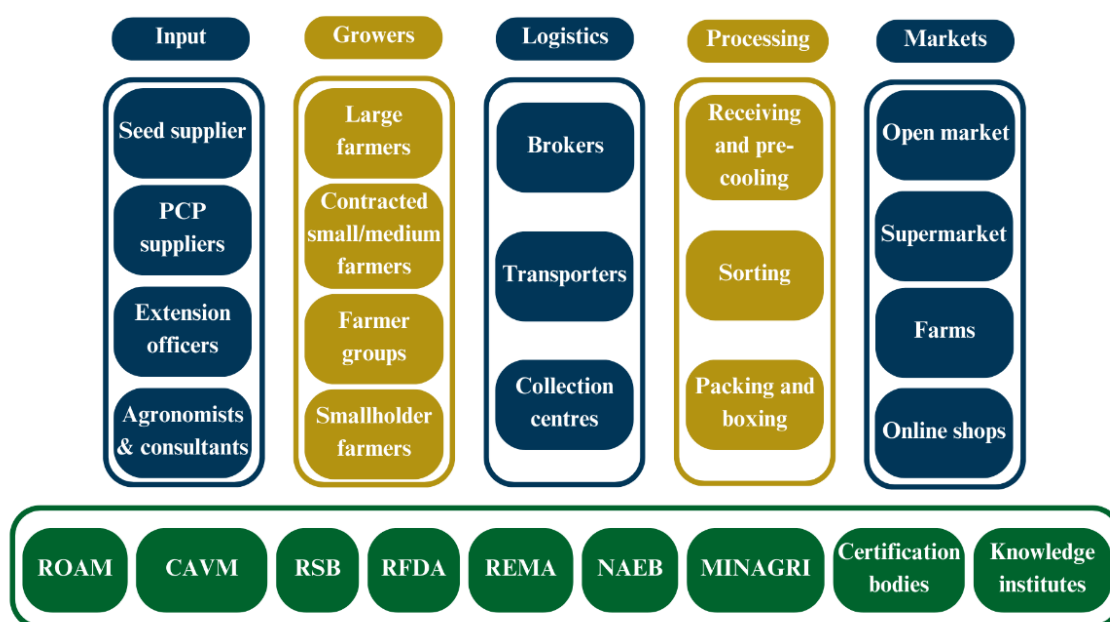 Input
Growers
Logistics
Processing
Markets
Seed supplier
PCP
suppliers
Extension
officers
Agronomists
& consultants
Large
farmers
Contracted
small/medium
farmers
Farmer
groups
Smallholder
farmers
Brokers
Transporters
Collection
centres
Receiving
and pre-
cooling
Sorting
Packing and
boxing
Open market
Supermarket
Farms
Online shops
ROAM
CAVM
RSB
RFDA
REMA
NAEB
MINAGRI
Certification
bodies
Knowledge
institutes